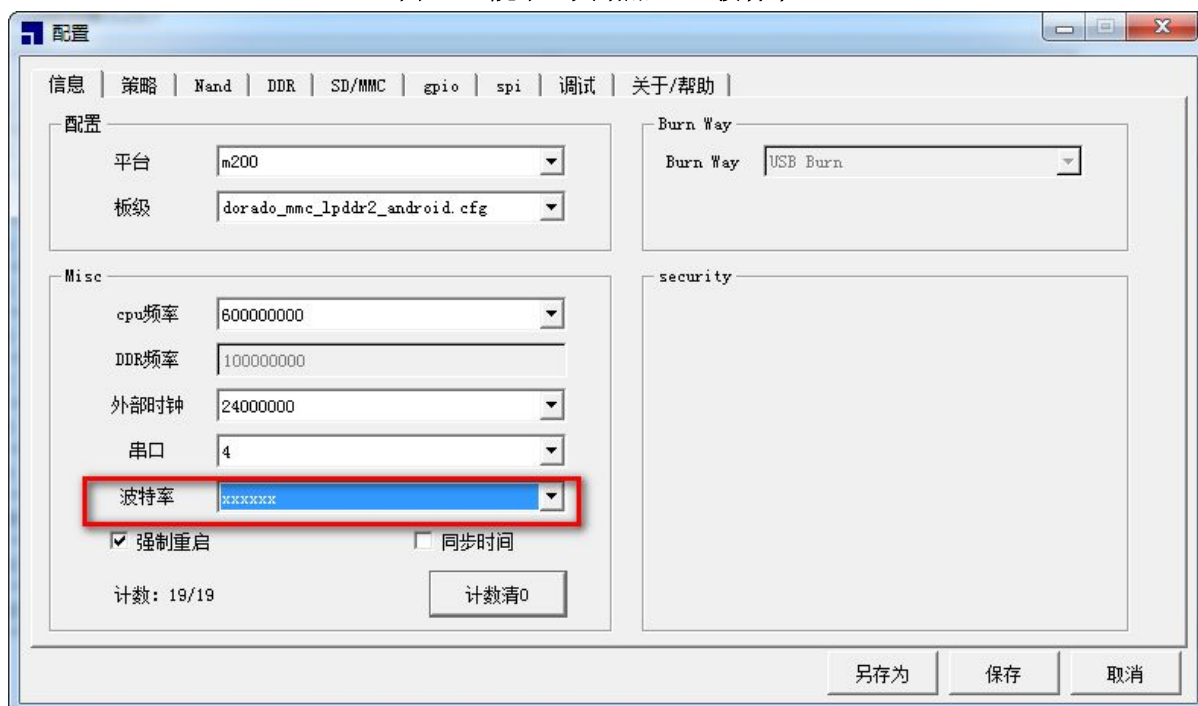 配置
信息 策略 Nand DDR SD/MMC gpio spi 调试 关于/帮助
配置
平台 m200
板级 dorado_mmc_lpddr2_android.cfg
Burn Way
Burn Way USB Burn
Misc
cpu频率 600000000
DDR频率 100000000
外部时钟 24000000
串口 4
波特率 xxxxxx
强制重启 同步时间
计数: 19/19 计数清0
security
另存为 保存 取消